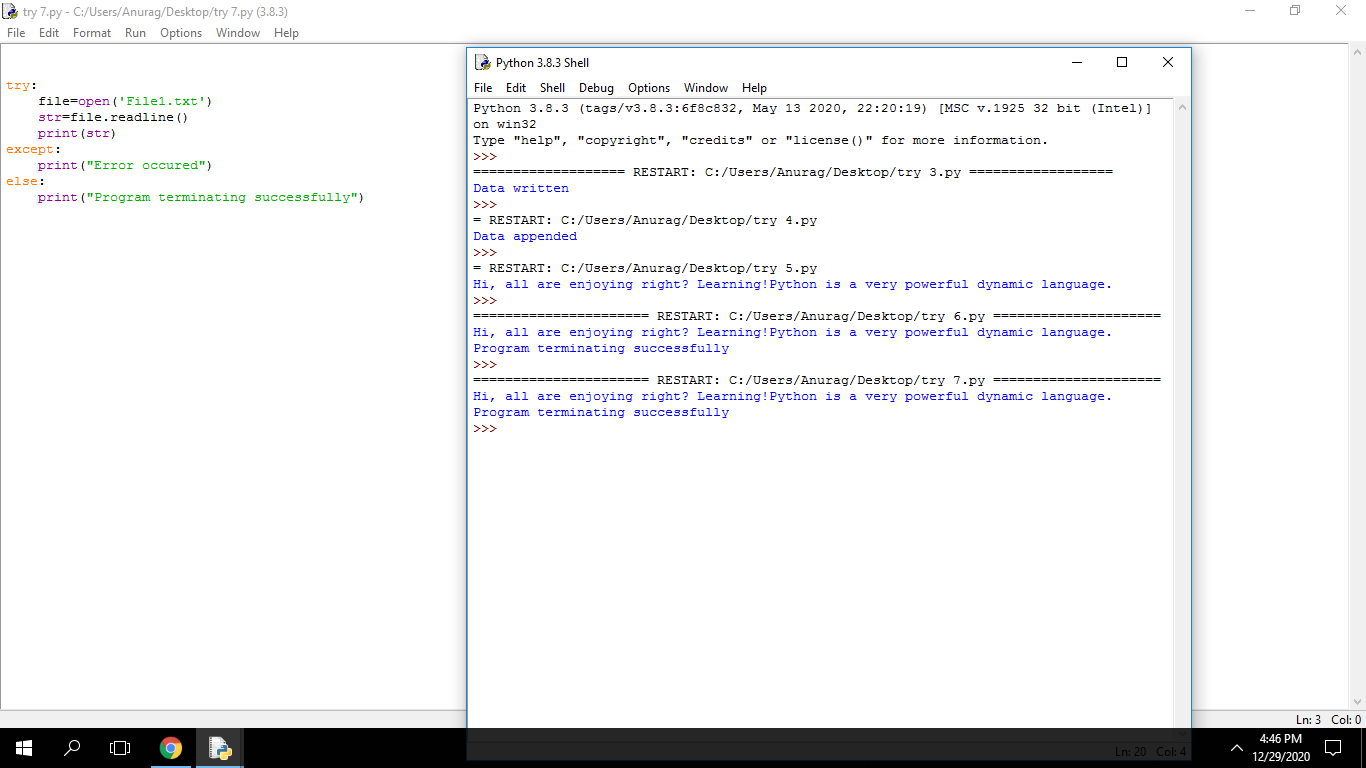 try 7.py - C:/Users/Anurag/Desktop/try 7.py (3.8.3)
File Edit Format Run Options Window Help
try:
    file=open('File1.txt')
    str=file.readline()
    print(str)
except:
    print("Error occured")
else:
    print("Program terminating successfully")
Python 3.8.3 Shell
File Edit Shell Debug Options Window Help
Python 3.8.3 (tags/v3.8.3:6f8c832, May 13 2020, 22:20:19) [MSC v.1925 32 bit (Intel)]
on win32
Type "help", "copyright", "credits" or "license()" for more information.
>>>
=================== RESTART: C:/Users/Anurag/Desktop/try 3.py ==================
Data written
>>>
= RESTART: C:/Users/Anurag/Desktop/try 4.py
Data appended
>>>
= RESTART: C:/Users/Anurag/Desktop/try 5.py
Hi, all are enjoying right? Learning!Python is a very powerful dynamic language.
>>>
====================== RESTART: C:/Users/Anurag/Desktop/try 6.py =====================
Hi, all are enjoying right? Learning!Python is a very powerful dynamic language.
Program terminating successfully
>>>
====================== RESTART: C:/Users/Anurag/Desktop/try 7.py =====================
Hi, all are enjoying right? Learning!Python is a very powerful dynamic language.
Program terminating successfully
>>>
Ln: 3 Col: 0
Ln: 20 Col: 4
4:46 PM
12/29/2020